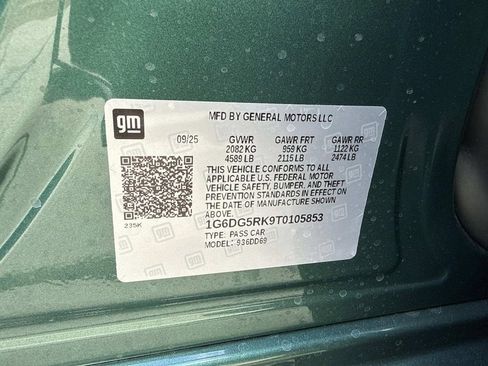 gm
MFD BY GENERAL MOTORS LLC
09/25 GVWR GAWR FRT GAWR RR
2082 KG 959 KG 1122 KG
4589 LB 2115 LB 2474 LB
THIS VEHICLE CONFORMS TO ALL
APPLICABLE U.S. FEDERAL MOTOR
VEHICLE SAFETY, BUMPER, AND THEFT
PREVENTION STANDARDS IN EFFECT ON
THE DATE OF MANUFACTURE SHOWN
ABOVE.
1G6DG5RK9T0105853
TYPE: PASS CAR
MODEL: 936DD69
235K